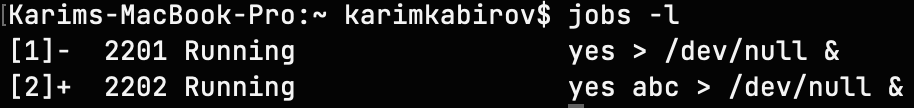 Karims-MacBook-Pro:~ karimkabirov$ jobs -l
[1]-  2201 Running                 yes > /dev/null &
[2]+  2202 Running                 yes abc > /dev/null &